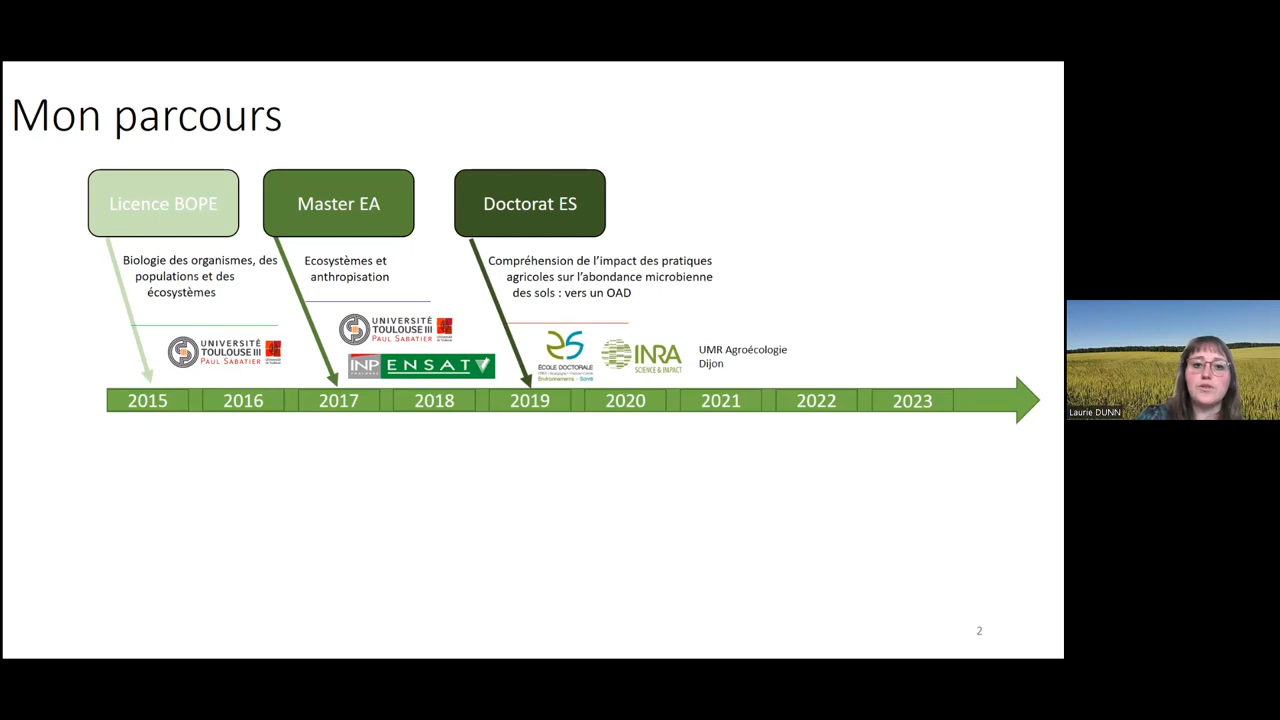 Mon parcours
Licence BOPE
Master EA
Doctorat ES
Biologie des organismes, des
populations et des
écosystèmes
Ecosystèmes et
anthropisation
Compréhension de l'impact des pratiques
agricoles sur l'abondance microbienne
des sols : vers un OAD
UNIVERSITÉ
TOULOUSE III
PAUL SABATIER
UNIVERSITÉ
TOULOUSE III
PAUL SABATIER
INP ENSAT
ÉCOLE DOCTORALE
Environnements - Santé
INRA
SCIENCE & IMPACT
UMR Agroécologie
Dijon
2015 2016 2017 2018 2019 2020 2021 2022 2023
Laurie DUNN
2